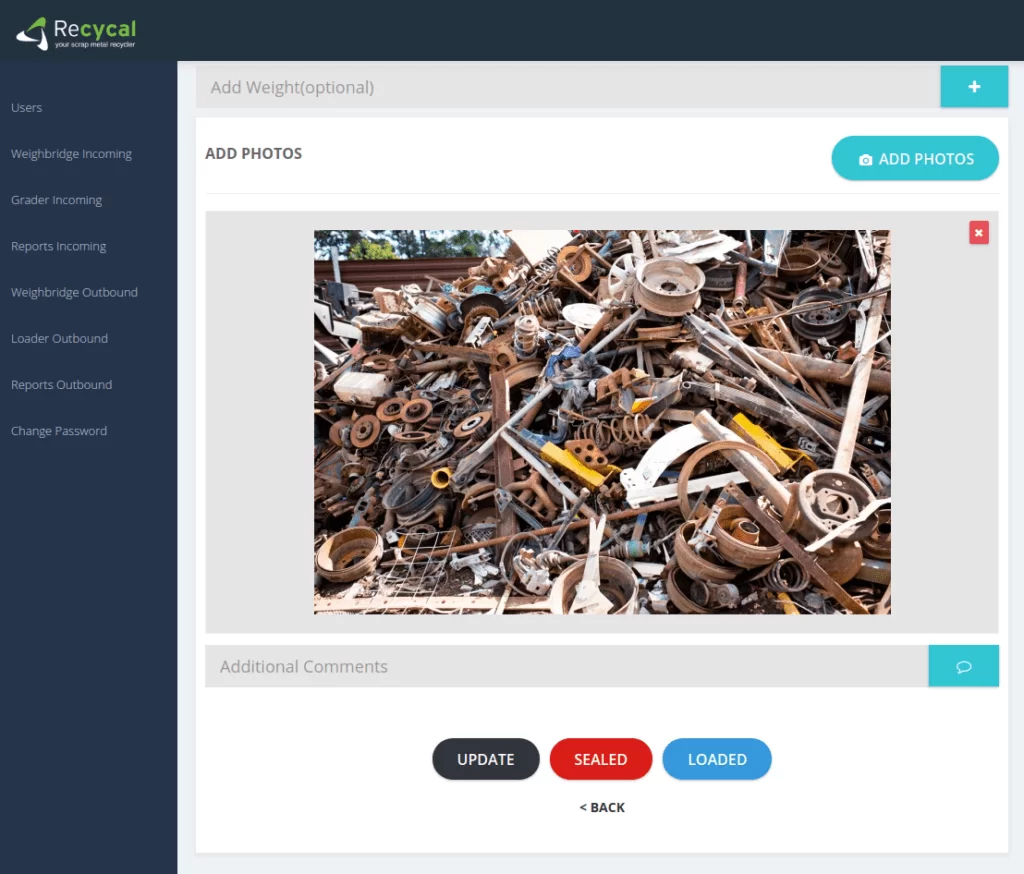 Recycal
your scrap metal recycler
Users
Weighbridge Incoming
Grader Incoming
Reports Incoming
Weighbridge Outbound
Loader Outbound
Reports Outbound
Change Password
Add Weight(optional)
ADD PHOTOS
ADD PHOTOS
Additional Comments
UPDATE
SEALED
LOADED
< BACK